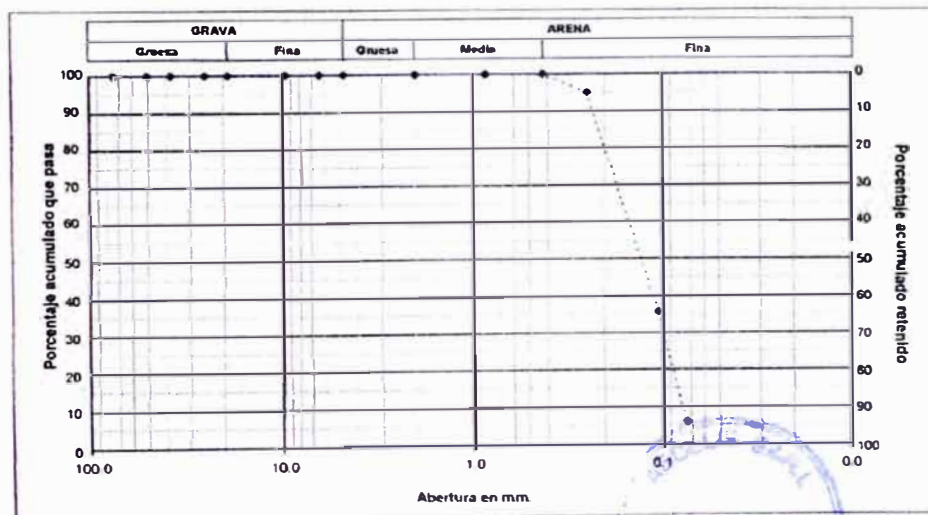 GRAVA ARENA
Gruesa Fina Gruesa Media Fina
100 0
90 10
80 20
70 30
60 40
50 50
40 60
30 70
20 80
10 90
0 100
100.0 10.0 1.0 0.1 0.0
Porcentaje acumulado que pasa
Porcentaje acumulado retenido
Abertura en mm.